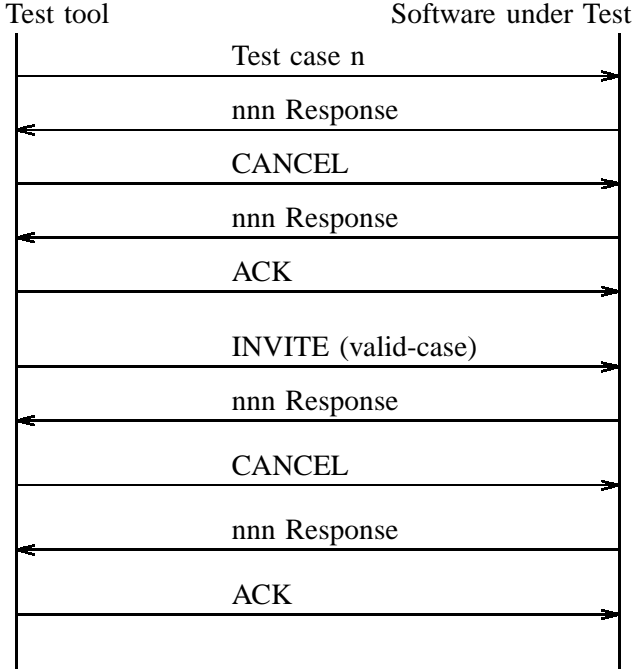 Test tool Software under Test
Test case n
nnn Response
CANCEL
nnn Response
ACK
INVITE (valid-case)
nnn Response
CANCEL
nnn Response
ACK